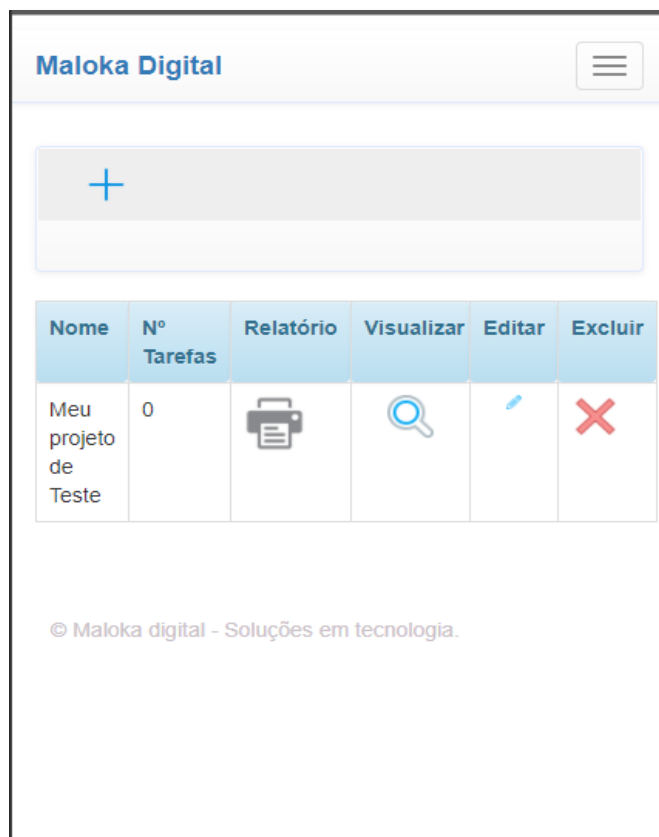 Maloka Digital
Nome Nº Tarefas Relatório Visualizar Editar Excluir
Meu projeto de Teste 0
© Maloka digital - Soluções em tecnologia.